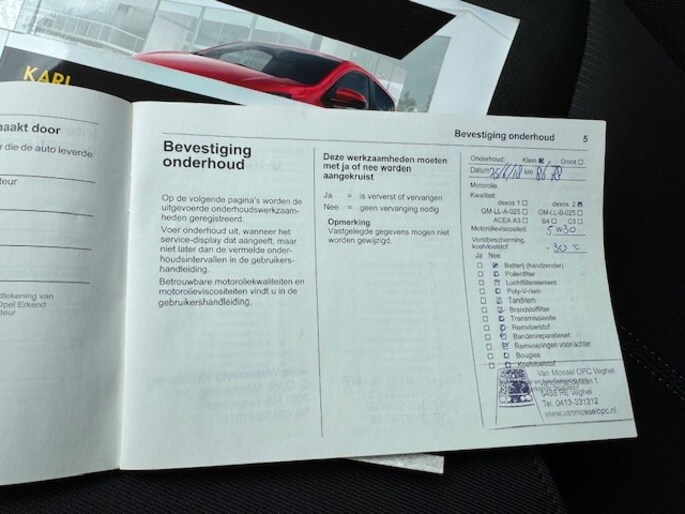 KARL
maakt door
die de auto leverde
teur
dtekening van
Opel Erkend
teur
Bevestiging
onderhoud
Op de volgende pagina's worden de
uitgevoerde onderhoudswerkzaam-
heden geregistreerd.
Voer onderhoud uit, wanneer het
service-display dat aangeeft, maar
niet later dan de vermelde onder-
houdsintervallen in de gebruikers-
handleiding.
Betrouwbare motoroliekwaliteiten en
motorolieviscositeiten vindt u in de
gebruikershandleiding.
Deze werkzaamheden moeten
met ja of nee worden
aangekruist
Ja = is ververst of vervangen
Nee = geen vervanging nodig
Opmerking
Vastgelegde gegevens mogen niet
worden gewijzigd.
Bevestiging onderhoud 5
Onderhoud: Klein Groot
Datum km
Motorolie
Kwaliteit:
dexos 1 dexos 2
GM-LL-A-025 GM-LL-B-025
ACEA A3 B4 C3
Motorolieviscositeit 5 W 30
Vorstbescherming,
koelvloeistof - 30 °C
Ja Nee
Batterij (handzender)
Pollenfilter
Luchtfilterelement
Poly-V-riem
Tandriem
Brandstoffilter
Transmissieolie
Remvloeistof
Bandenreparatieset
Remvoeringen voor/achter
Bougies
Koelvloeistof
Van Mossel OPC Veghel
Tel. 0413-331212
www.vanmosselopc.nl